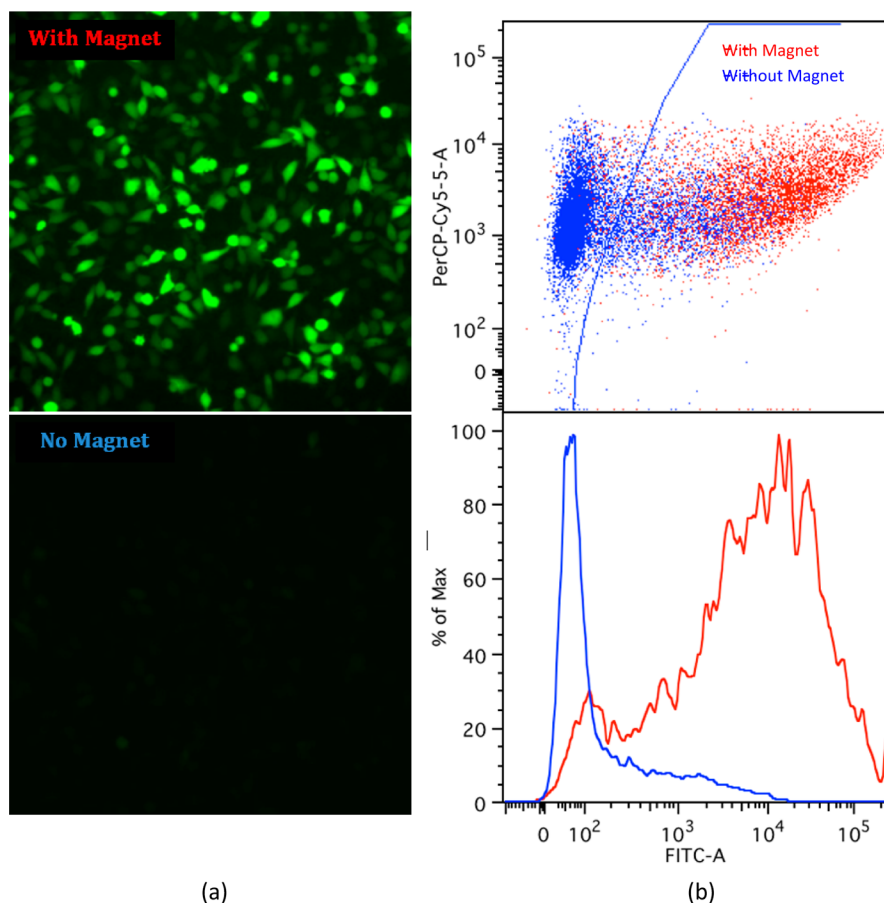 With Magnet
No Magnet
(a)
With Magnet
Without Magnet
PerCP-Cy5-5-A
10⁵
10⁴
10³
10²
0
% of Max
100
80
60
40
20
0
0 10² 10³ 10⁴ 10⁵
FITC-A
(b)